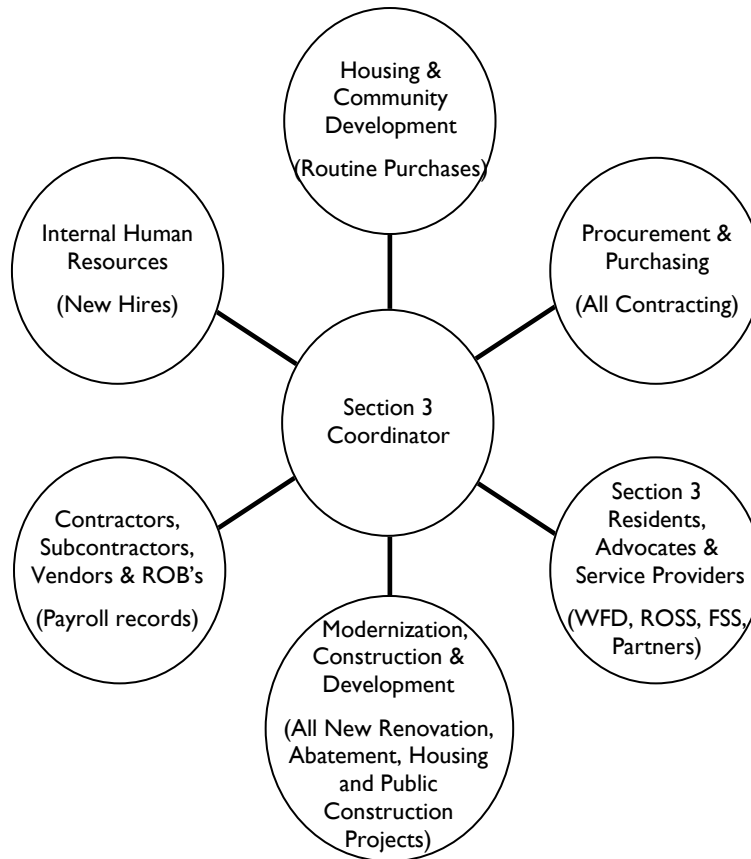 Housing &
Community
Development
(Routine Purchases)
Internal Human
Resources
(New Hires)
Procurement &
Purchasing
(All Contracting)
Section 3
Coordinator
Contractors,
Subcontractors,
Vendors & ROB's
(Payroll records)
Section 3
Residents,
Advocates &
Service Providers
(WFD, ROSS, FSS,
Partners)
Modernization,
Construction &
Development
(All New Renovation,
Abatement, Housing
and Public
Construction
Projects)